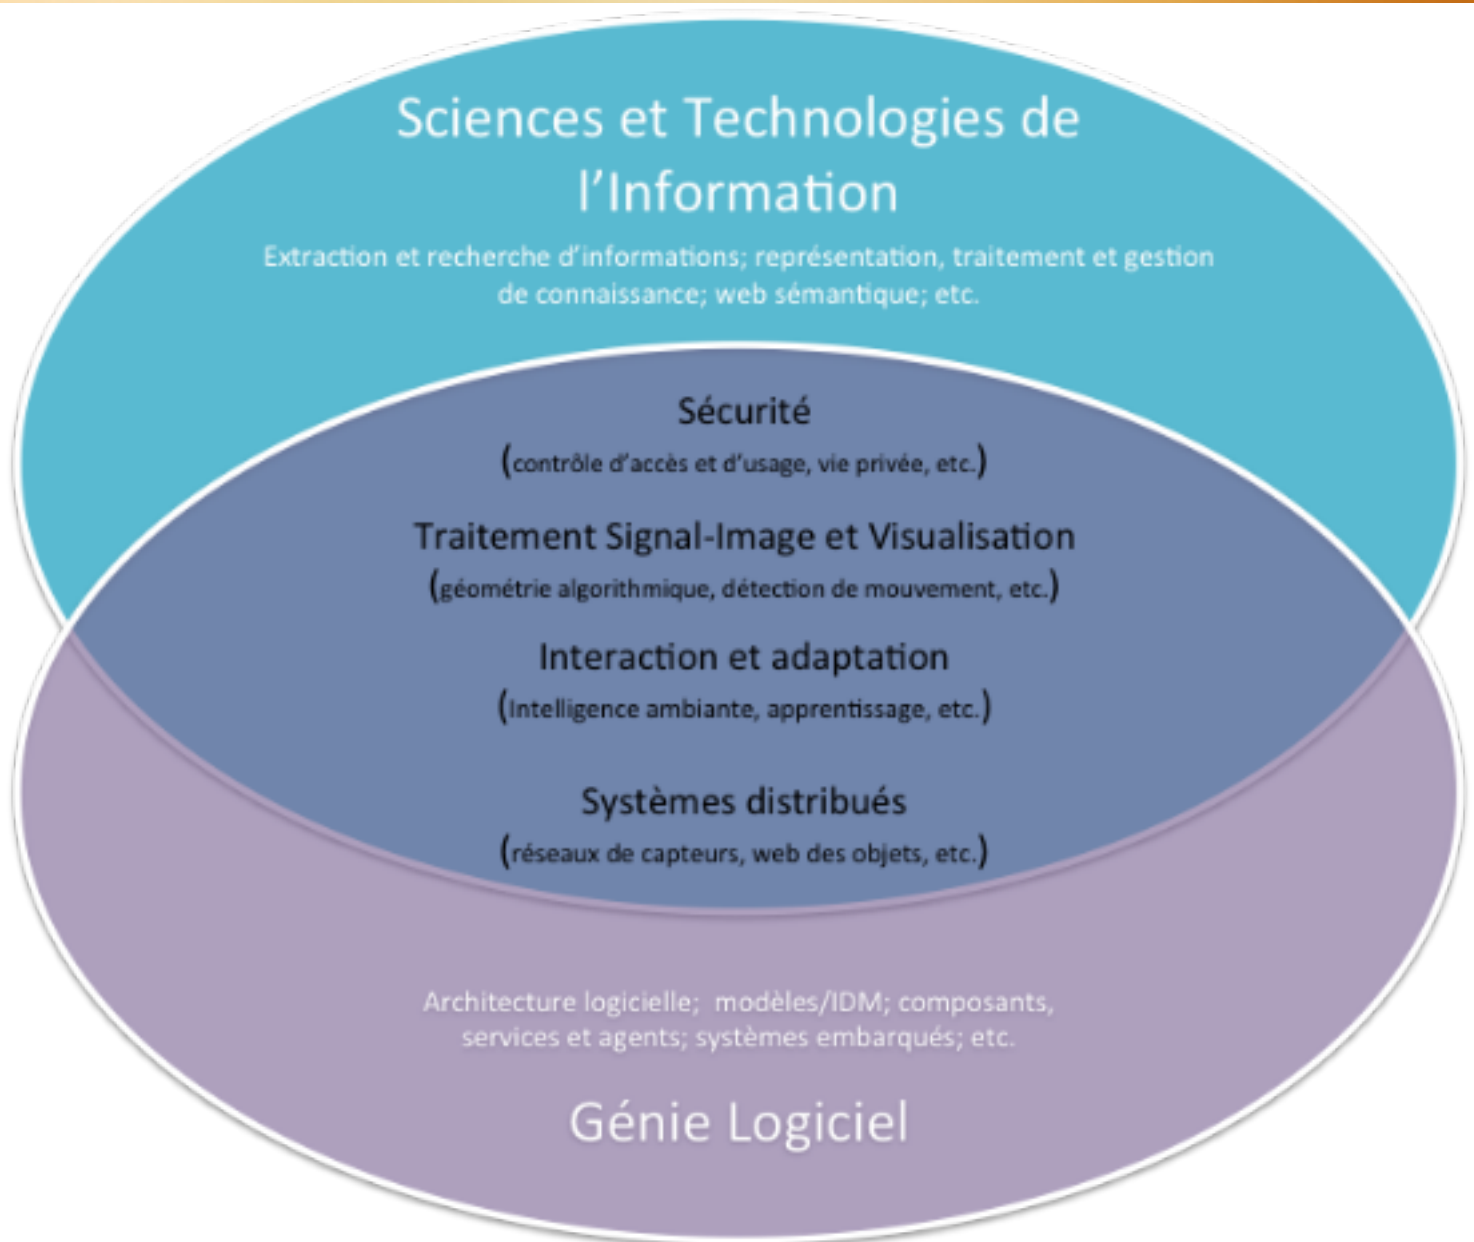 Sciences et Technologies de
l’Information
Extraction et recherche d’informations; représentation, traitement et gestion
de connaissance; web sémantique; etc.
Sécurité
(contrôle d’accès et d’usage, vie privée, etc.)
Traitement Signal-Image et Visualisation
(géométrie algorithmique, détection de mouvement, etc.)
Interaction et adaptation
(Intelligence ambiante, apprentissage, etc.)
Systèmes distribués
(réseaux de capteurs, web des objets, etc.)
Architecture logicielle;  modèles/IDM; composants,
services et agents; systèmes embarqués; etc.
Génie Logiciel